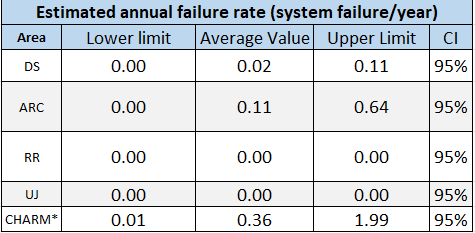 Estimated annual failure rate (system failure/year)
Area Lower limit Average Value Upper Limit CI
DS 0.00 0.02 0.11 95%
ARC 0.00 0.11 0.64 95%
RR 0.00 0.00 0.00 95%
UJ 0.00 0.00 0.00 95%
CHARM* 0.01 0.36 1.99 95%